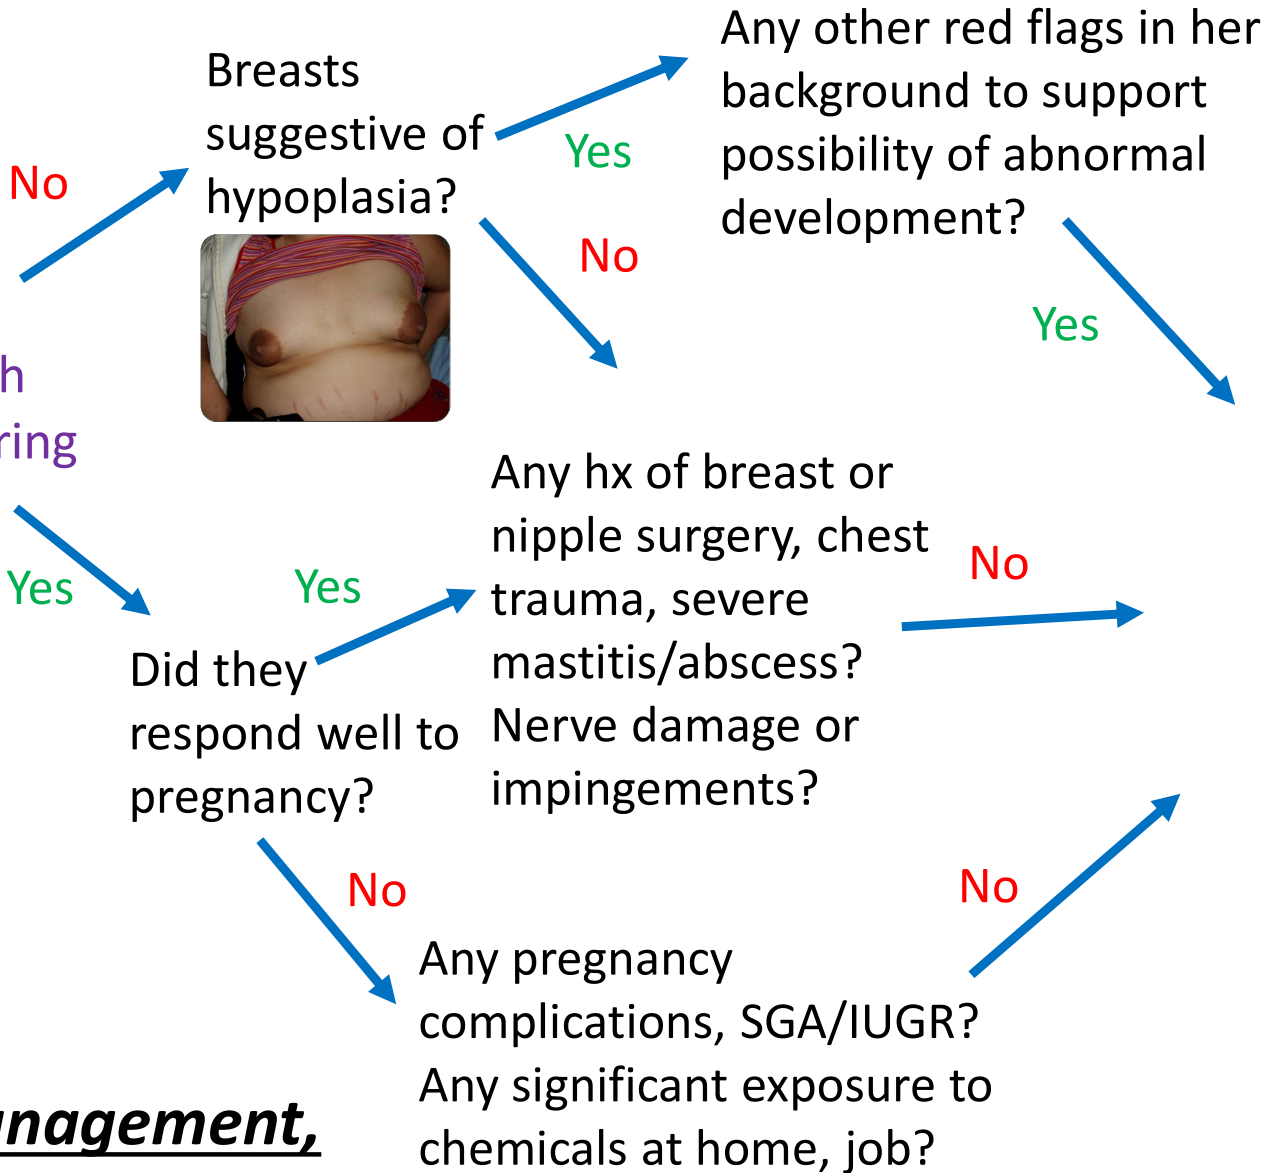 No
Breasts
suggestive of
hypoplasia?
Yes
No
Any other red flags in her
background to support
possibility of abnormal
development?
Yes
h
ring
Yes
Did they
respond well to
pregnancy?
Yes
Any hx of breast or
nipple surgery, chest
trauma, severe
mastitis/abscess?
Nerve damage or
impingements?
No
No
Any pregnancy
complications, SGA/IUGR?
Any significant exposure to
chemicals at home, job?
No
nagement,